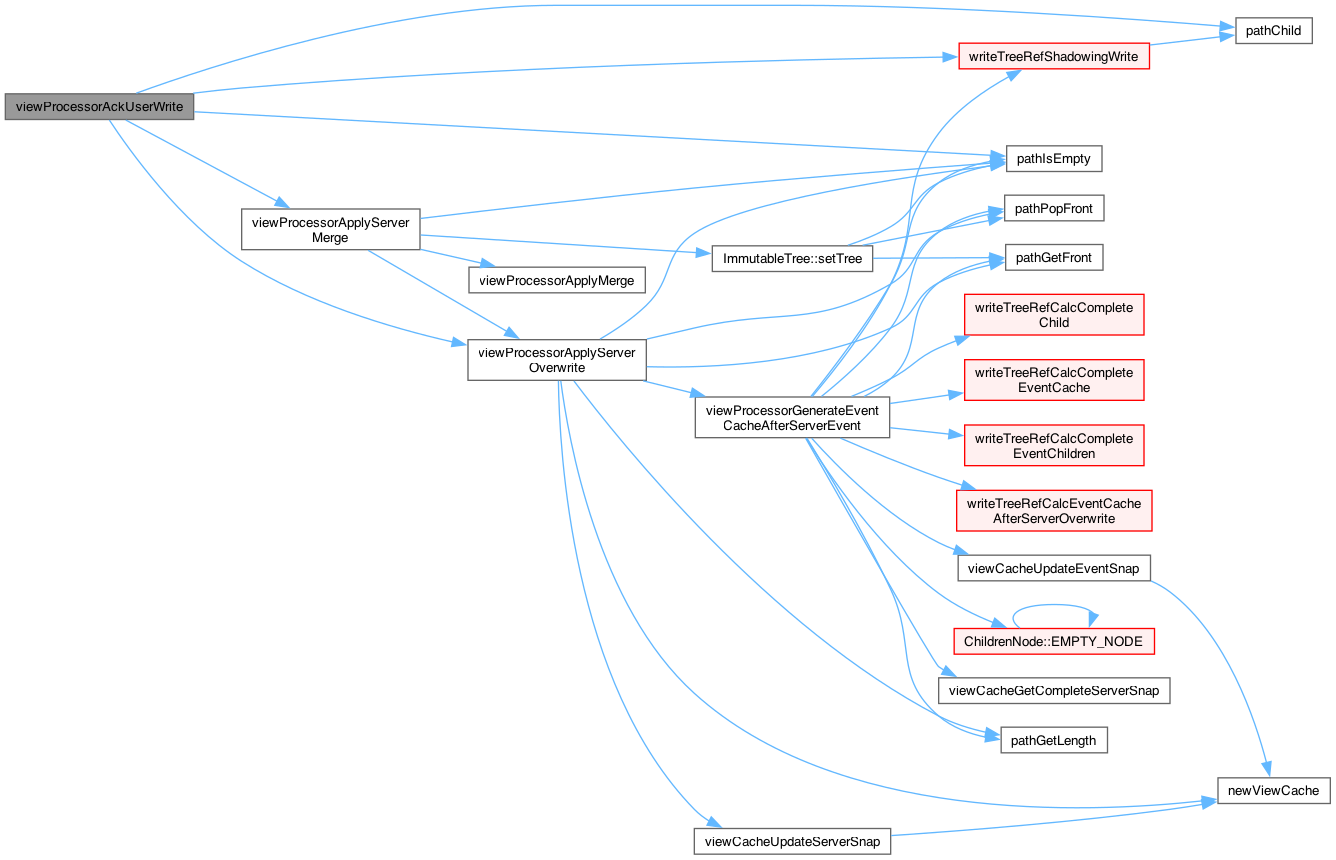 pathChild
writeTreeRefShadowingWrite
viewProcessorAckUserWrite
pathIsEmpty
pathPopFront
viewProcessorApplyServer
Merge
ImmutableTree::setTree
pathGetFront
viewProcessorApplyMerge
writeTreeRefCalcComplete
Child
viewProcessorApplyServer
Overwrite
writeTreeRefCalcComplete
EventCache
viewProcessorGenerateEvent
CacheAfterServerEvent
writeTreeRefCalcComplete
EventChildren
writeTreeRefCalcEventCache
AfterServerOverwrite
viewCacheUpdateEventSnap
ChildrenNode::EMPTY_NODE
viewCacheGetCompleteServerSnap
pathGetLength
newViewCache
viewCacheUpdateServerSnap